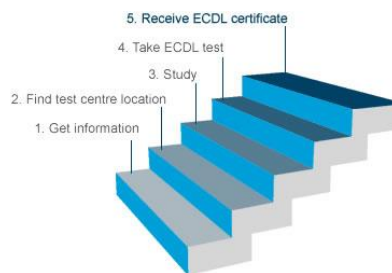 5. Receive ECDL certificate
4. Take ECDL test
3. Study
2. Find test centre location
1. Get information